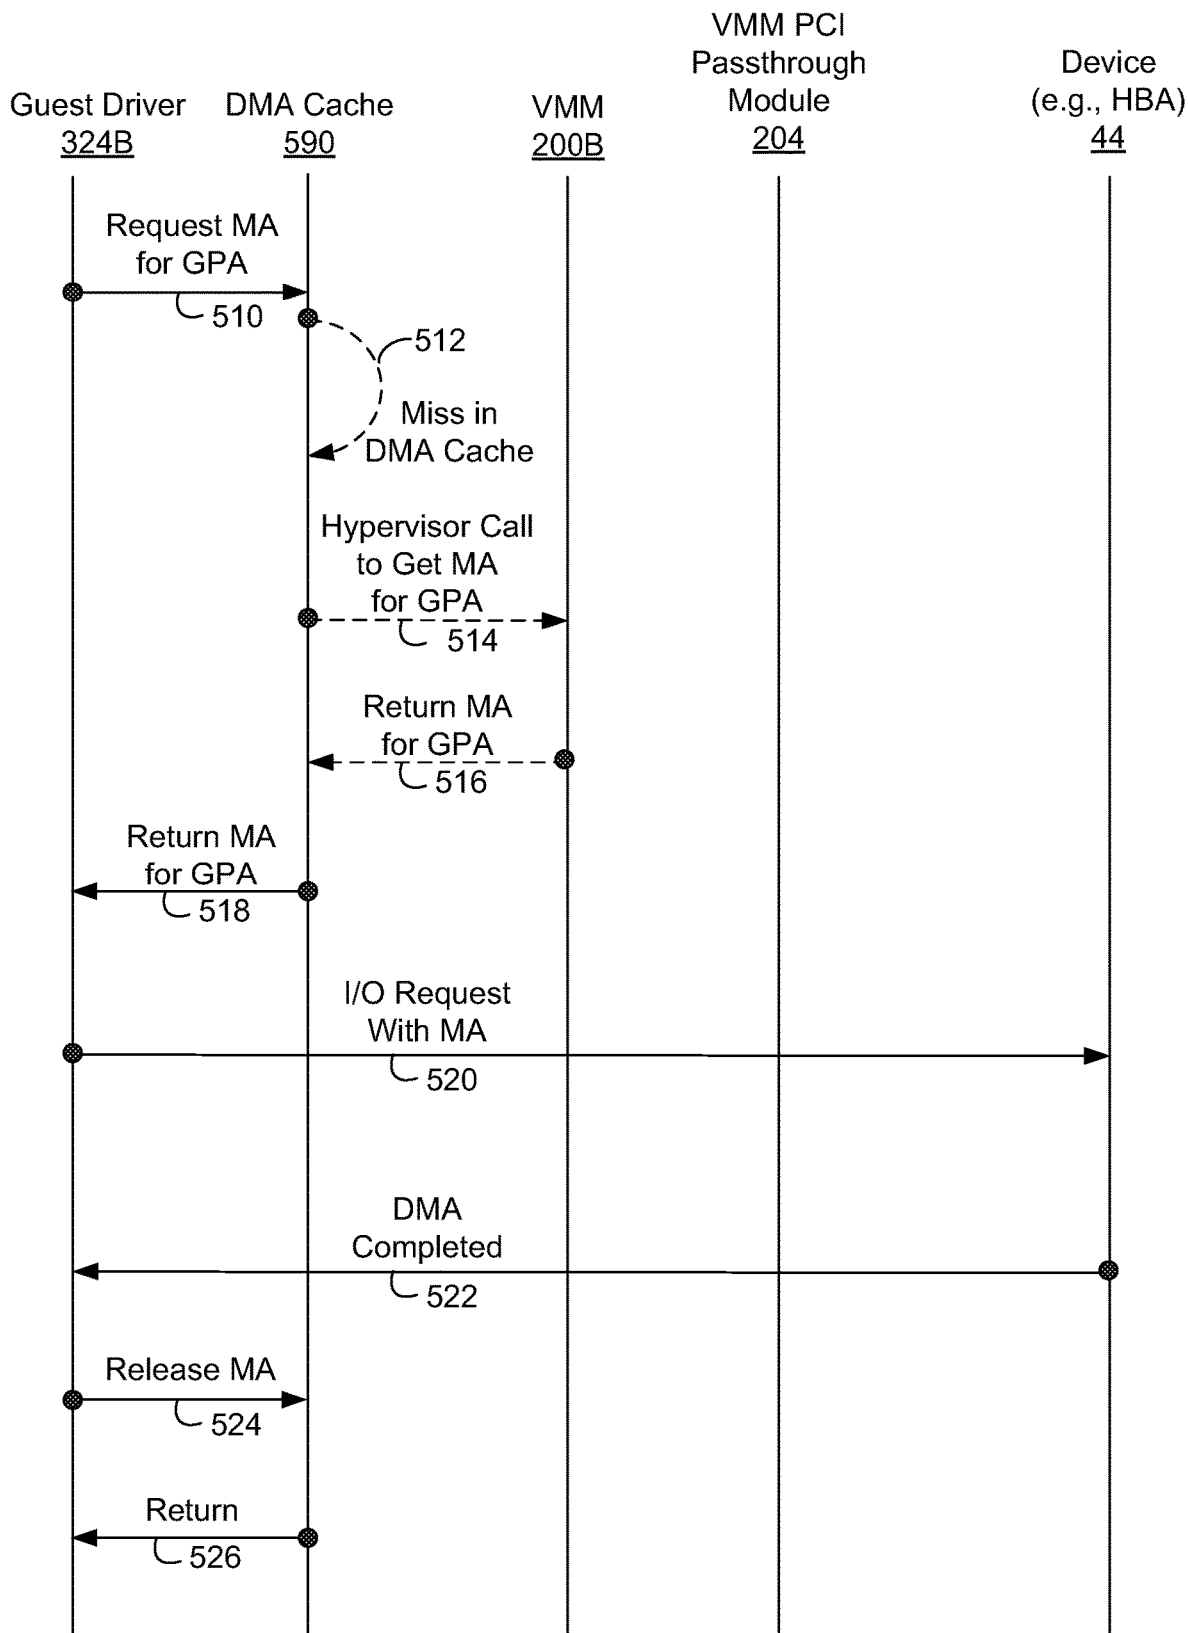 VMM PCI
Passthrough
Module
204
Device
(e.g., HBA)
44
Guest Driver
324B
DMA Cache
590
VMM
200B
Request MA
for GPA
510
512
Miss in
DMA Cache
Hypervisor Call
to Get MA
for GPA
514
Return MA
for GPA
516
Return MA
for GPA
518
I/O Request
With MA
520
DMA
Completed
522
Release MA
524
Return
526